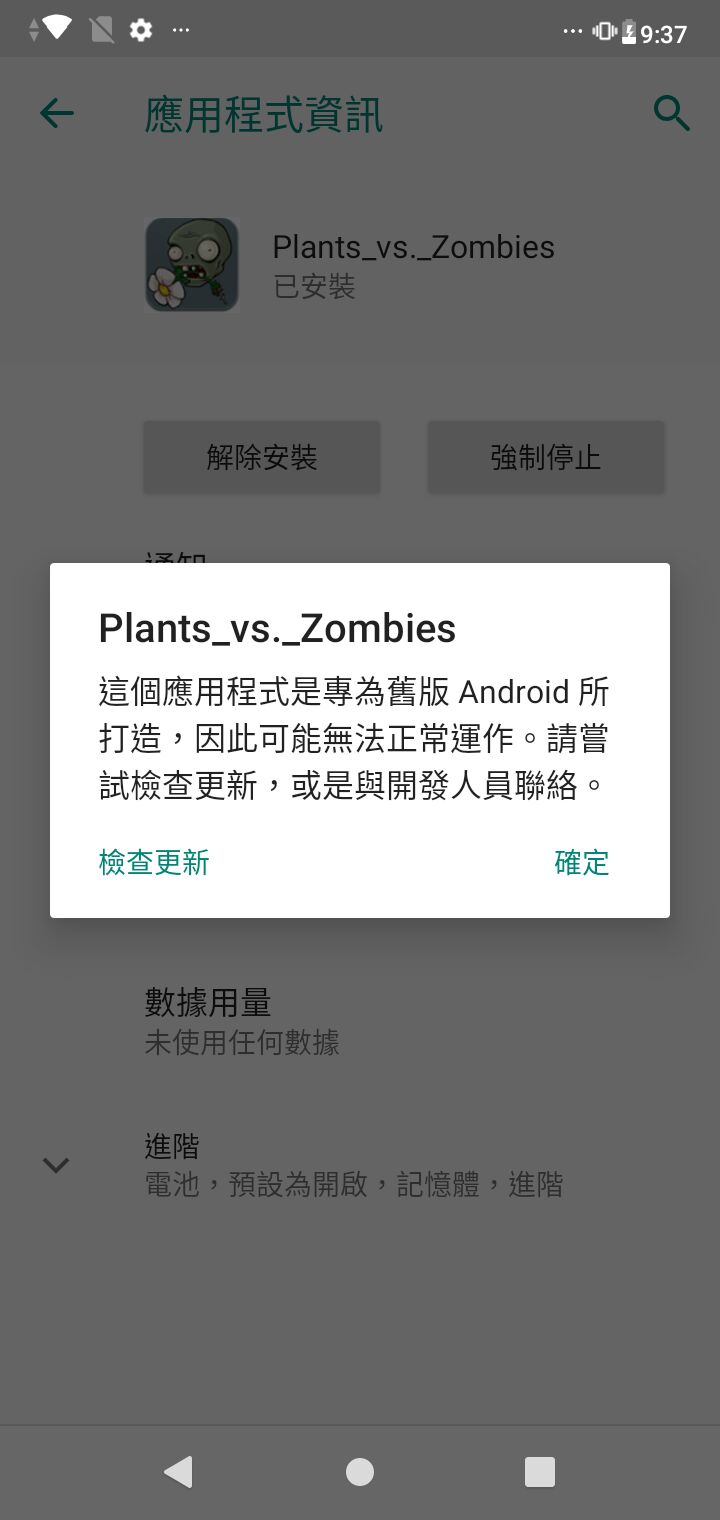 9:37
應用程式資訊
Plants_vs._Zombies
已安裝
解除安裝
強制停止
通知
Plants_vs._Zombies
這個應用程式是專為舊版 Android 所
打造，因此可能無法正常運作。請嘗
試檢查更新，或是與開發人員聯絡。
檢查更新
確定
數據用量
未使用任何數據
進階
電池，預設為開啟，記憶體，進階